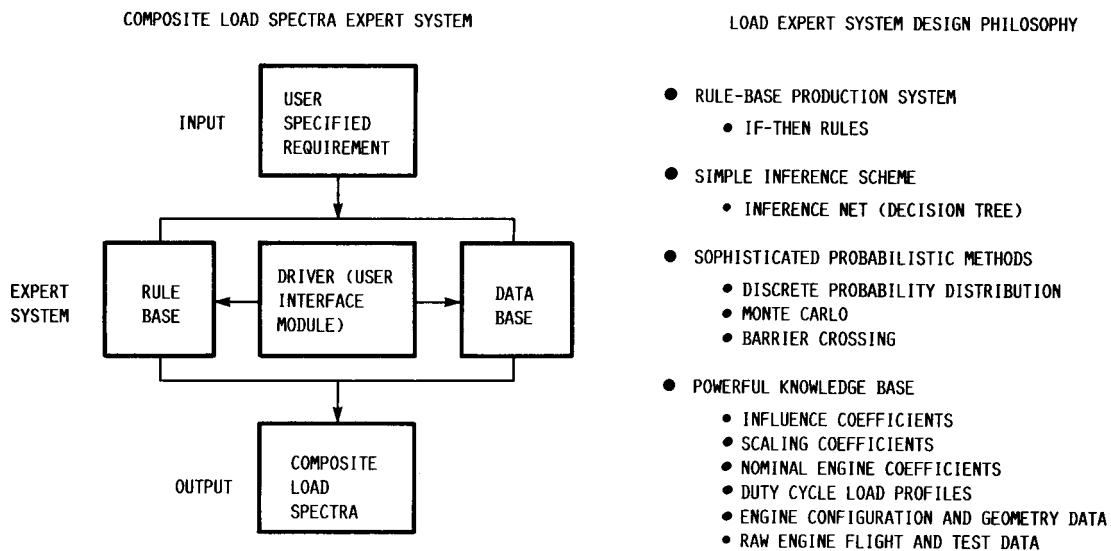 COMPOSITE LOAD SPECTRA EXPERT SYSTEM
INPUT
USER
SPECIFIED
REQUIREMENT
EXPERT
SYSTEM
RULE
BASE
DRIVER (USER
INTERFACE
MODULE)
DATA
BASE
OUTPUT
COMPOSITE
LOAD
SPECTRA
LOAD EXPERT SYSTEM DESIGN PHILOSOPHY
● RULE-BASE PRODUCTION SYSTEM
• IF-THEN RULES
● SIMPLE INFERENCE SCHEME
• INFERENCE NET (DECISION TREE)
● SOPHISTICATED PROBABILISTIC METHODS
• DISCRETE PROBABILITY DISTRIBUTION
• MONTE CARLO
• BARRIER CROSSING
● POWERFUL KNOWLEDGE BASE
• INFLUENCE COEFFICIENTS
• SCALING COEFFICIENTS
• NOMINAL ENGINE COEFFICIENTS
• DUTY CYCLE LOAD PROFILES
• ENGINE CONFIGURATION AND GEOMETRY DATA
• RAW ENGINE FLIGHT AND TEST DATA